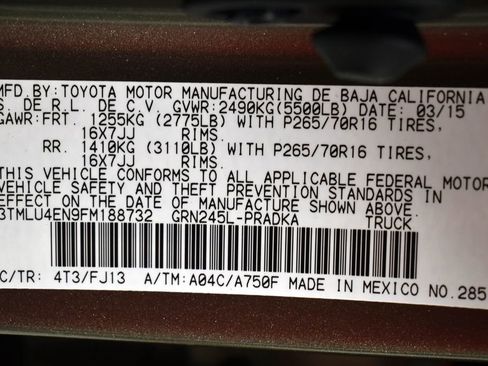 MFD.BY:TOYOTA MOTOR MANUFACTURING DE BAJA CALIFORNIA
S. DE R.L. DE C.V. GVWR:2490KG(5500LB) 03/15
GAWR:FRT. 1255KG (2775LB) WITH P265/70R16 TIRES,
16X7JJ RIMS.
RR. 1410KG (3110LB) WITH P265/70R16 TIRES,
16X7JJ RIMS.
THIS VEHICLE CONFORMS TO ALL APPLICABLE FEDERAL MOTOR
VEHICLE SAFETY AND THEFT PREVENTION STANDARDS IN
EFFECT ON THE DATE OF MANUFACTURE SHOWN ABOVE.
3TMLU4EN9FM188732 GRN245L-PRADKA TRUCK
C/TR: 4T3/FJ13 A/TM:A04C/A750F MADE IN MEXICO NO.285